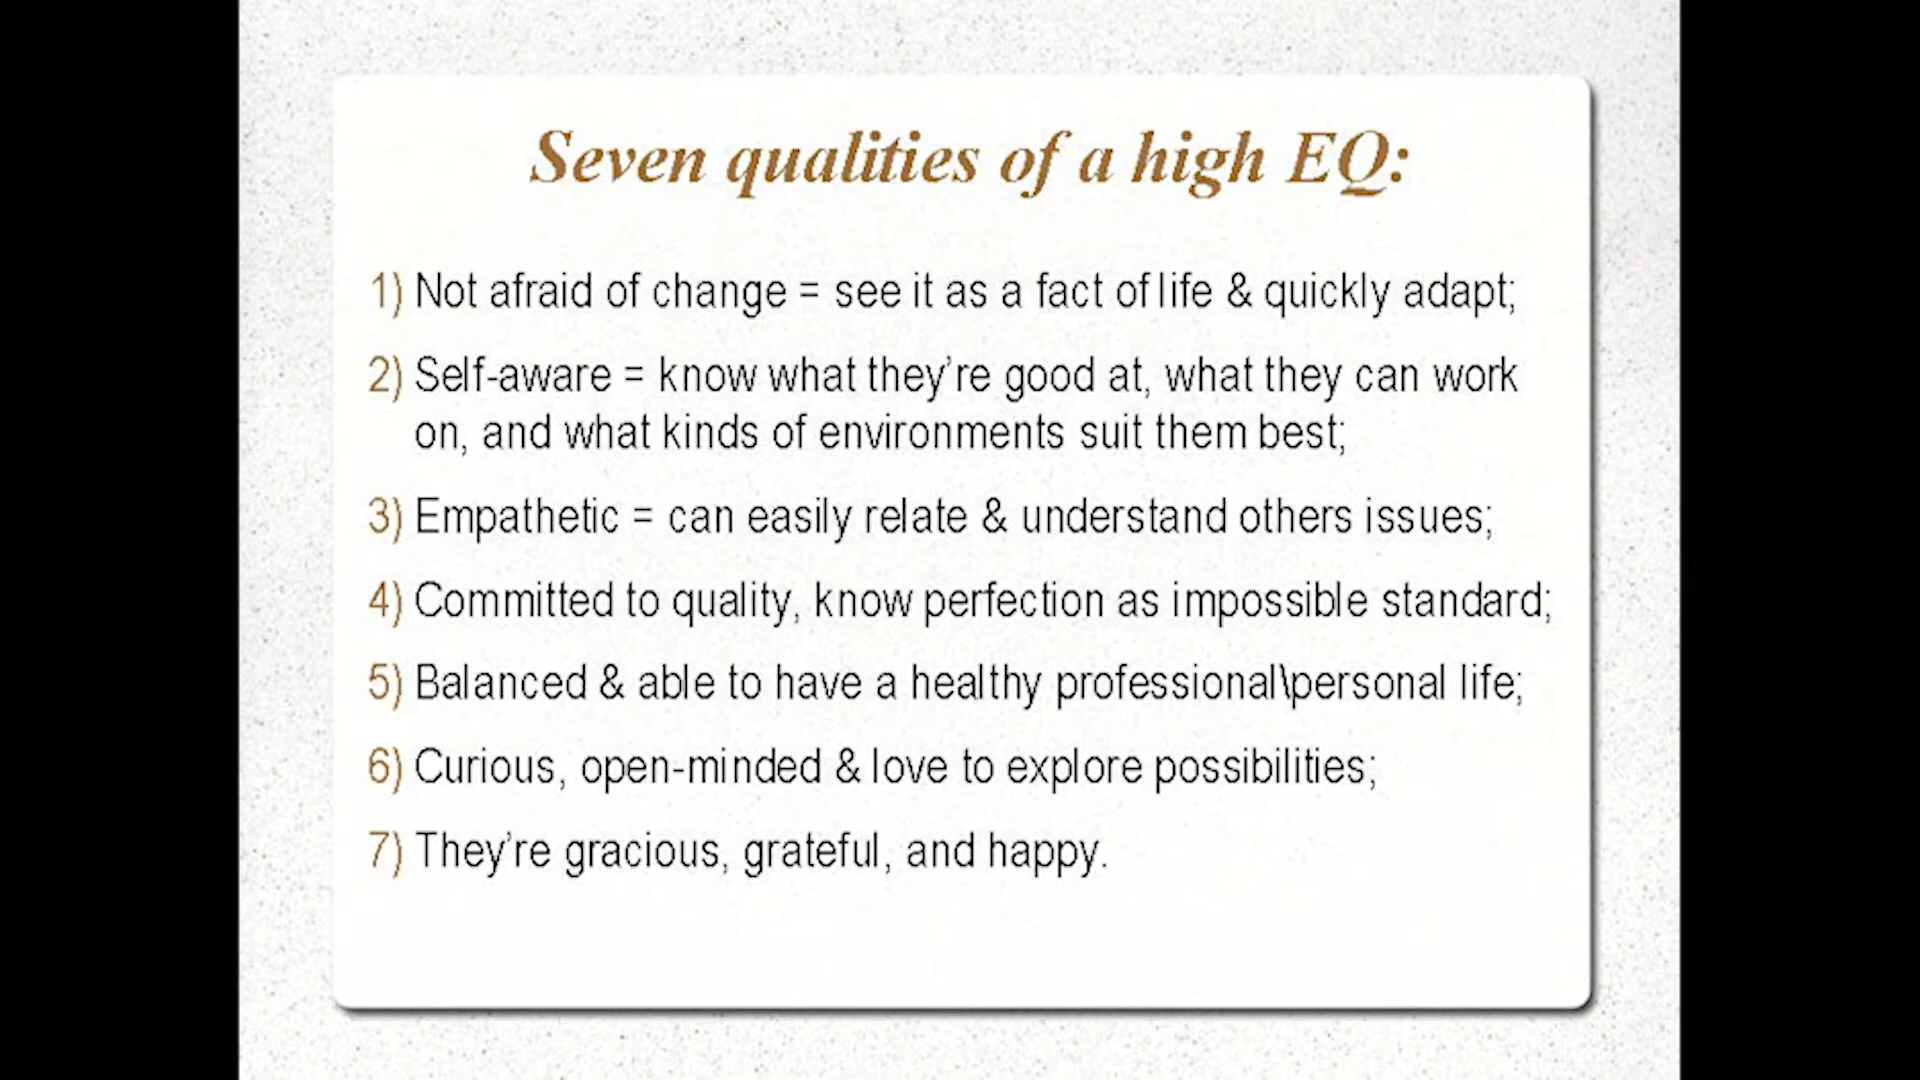 Seven qualities of a high EQ:
1) Not afraid of change = see it as a fact of life & quickly adapt;
2) Self-aware = know what they're good at, what they can work
on, and what kinds of environments suit them best;
3) Empathetic = can easily relate & understand others issues;
4) Committed to quality, know perfection as impossible standard;
5) Balanced & able to have a healthy professional\personal life;
6) Curious, open-minded & love to explore possibilities;
7) They're gracious, grateful, and happy.